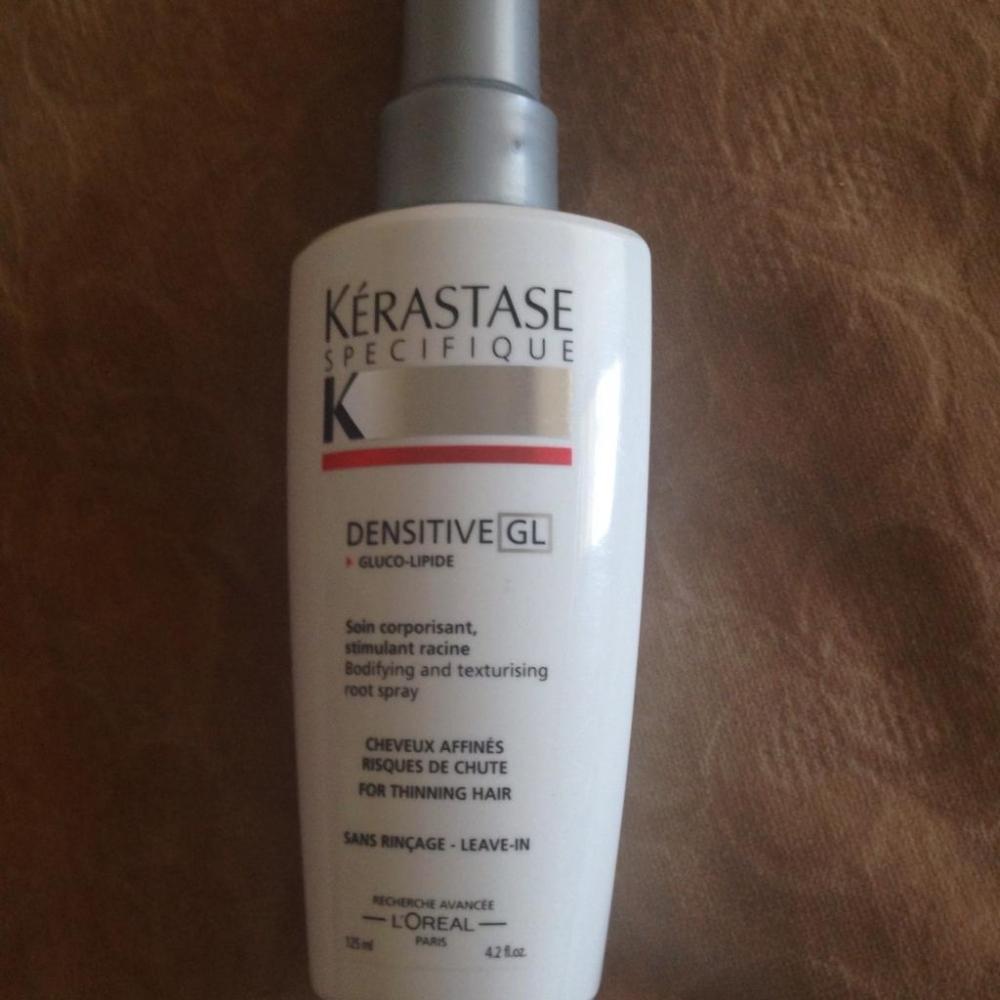 KÉRASTASE
SPECIFIQUE
K
DENSITIVE GL
GLUCO-LIPIDE
Soin corporisant,
stimulant racine
Bodifying and texturising
root spray
CHEVEUX AFFINÉS
RISQUES DE CHUTE
FOR THINNING HAIR
SANS RINÇAGE - LEAVE-IN
RECHERCHE AVANCÉE
L'ORÉAL
PARIS
125 ml 4.2 fl.oz.